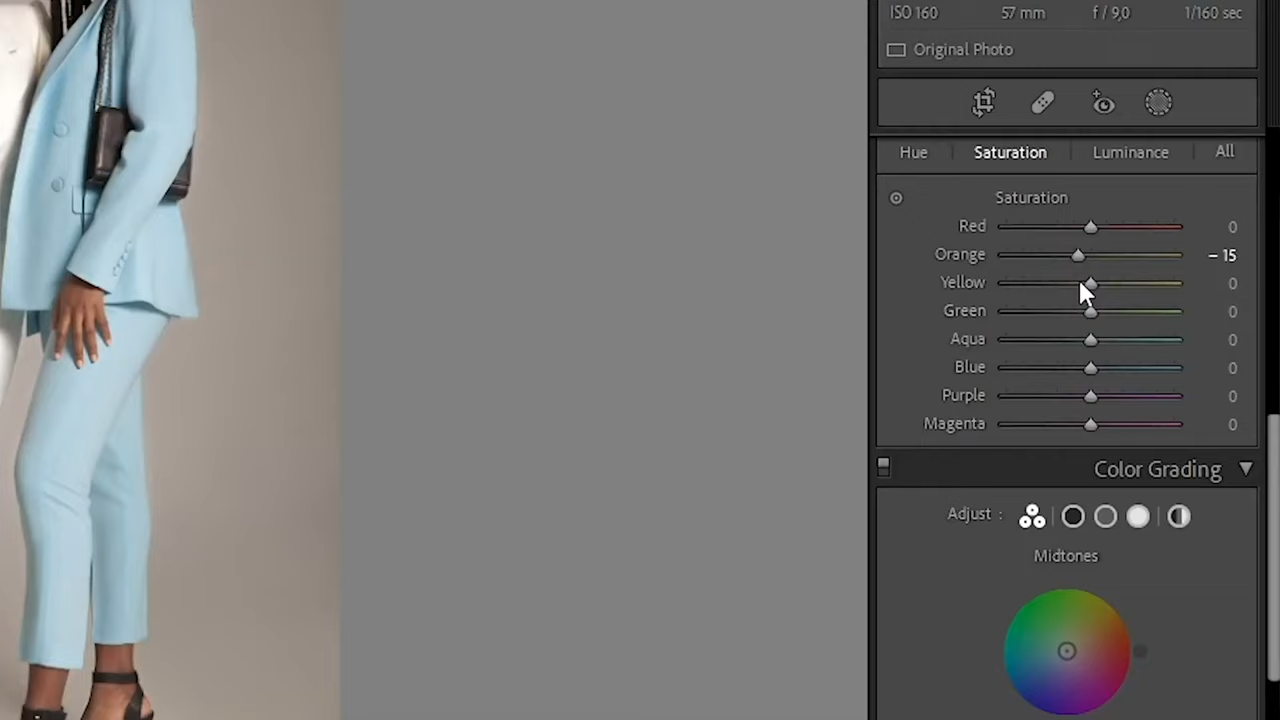 ISO 160 57 mm f / 9,0 1/160 sec
Original Photo
Hue Saturation Luminance All
Saturation
Red 0
Orange – 15
Yellow 0
Green 0
Aqua 0
Blue 0
Purple 0
Magenta 0
Color Grading
Adjust :
Midtones